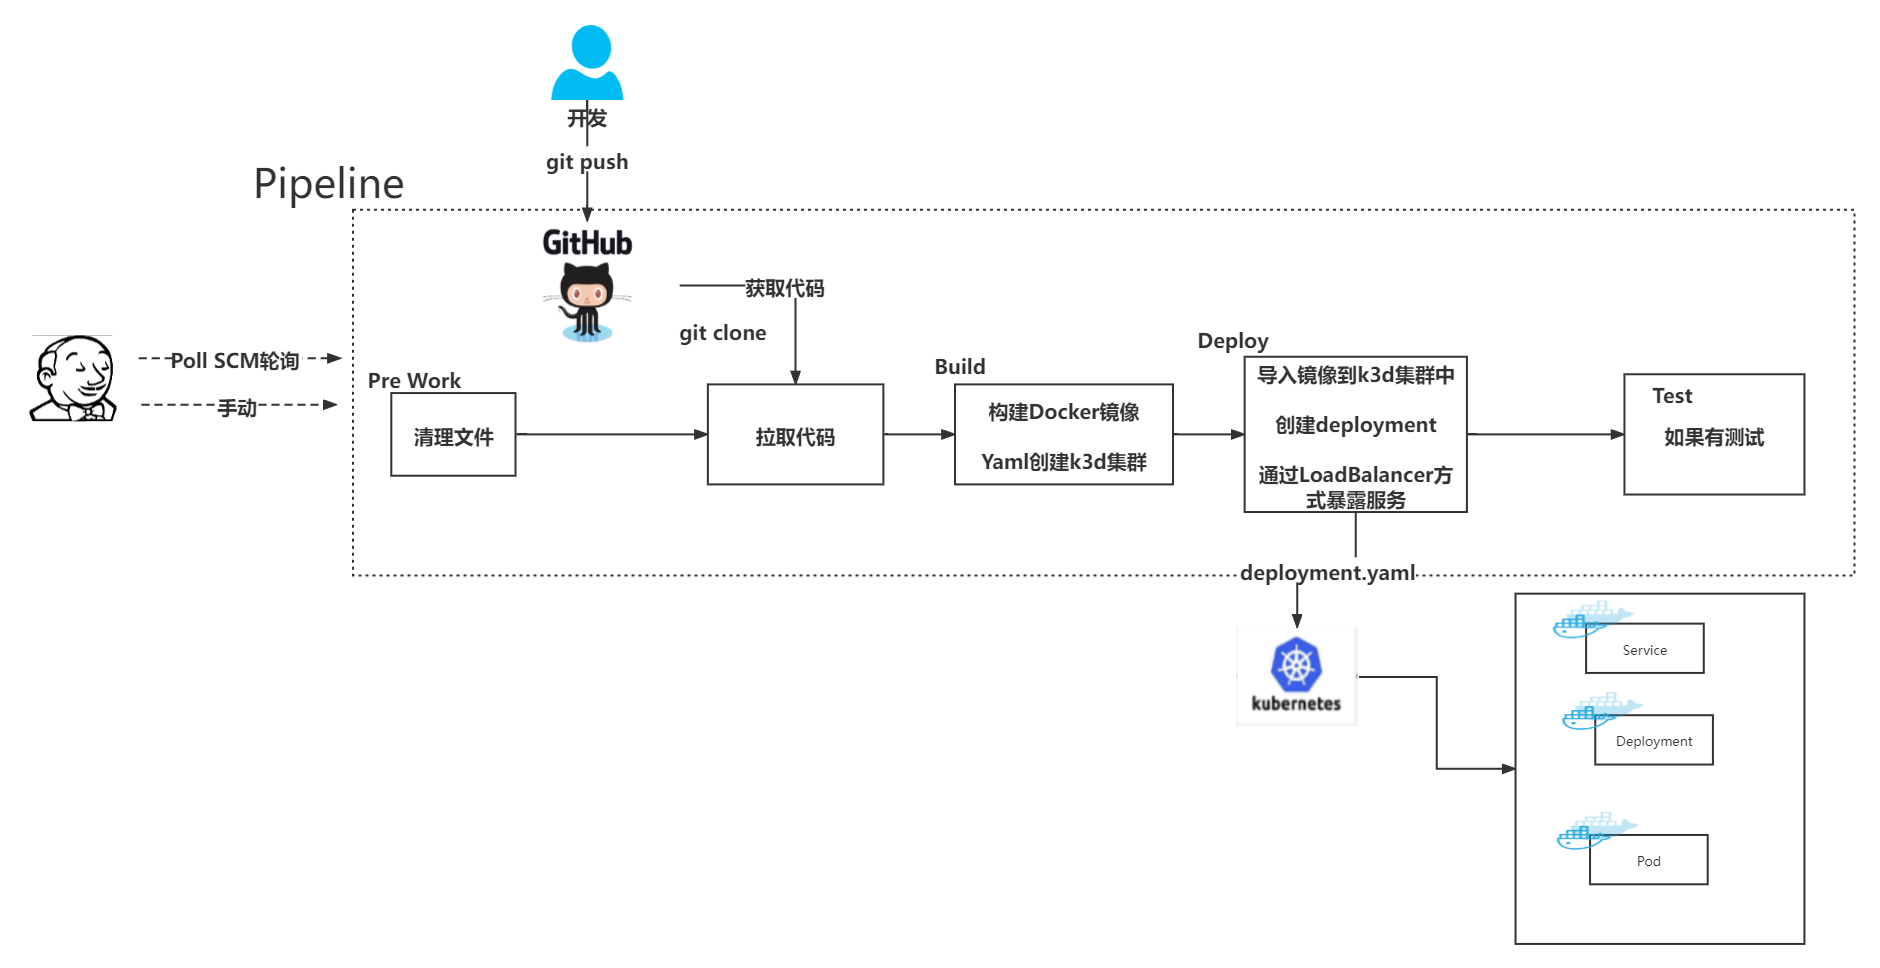 开发
git push
Pipeline
GitHub
获取代码
git clone
Poll SCM轮询
手动
Pre Work
清理文件
拉取代码
Build
构建Docker镜像
Yaml创建k3d集群
Deploy
导入镜像到k3d集群中
创建deployment
通过LoadBalancer方
式暴露服务
Test
如果有测试
deployment.yaml
kubernetes
Service
Deployment
Pod